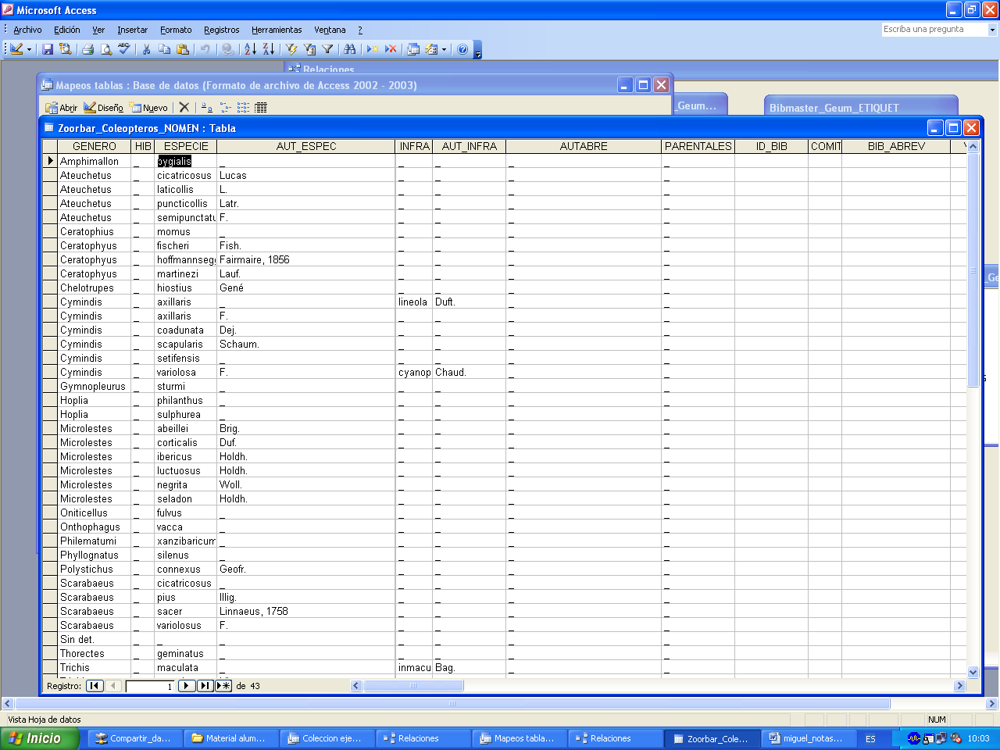 Microsoft Access
Archivo Edición Ver Insertar Formato Registros Herramientas Ventana ? Escriba una pregunta
Relaciones
Mapeos tablas : Base de datos (Formato de archivo de Access 2002 - 2003)
Abrir Diseño Nuevo
_Geum... Bibmaster_Geum_ETIQUET
Zoorbar_Coleopteros_NOMEN : Tabla
GENERO HIB ESPECIE AUT_ESPEC INFRA AUT_INFRA AUTABRE PARENTALES ID_BIB COMIT BIB_ABREV
Amphimallon _ pygialis _ _ _ _ _
Ateuchetus _ cicatricosus Lucas _ _ _ _
Ateuchetus _ laticollis L. _ _ _ _
Ateuchetus _ puncticollis Latr. _ _ _ _
Ateuchetus _ semipunctatu F. _ _ _ _
Ceratophius _ momus _ _ _ _ _
Ceratophyus _ fischeri Fish. _ _ _ _
Ceratophyus _ hoffmannsegg Fairmaire, 1856 _ _ _ _
Ceratophyus _ martinezi Lauf. _ _ _ _
Chelotrupes _ hiostius Gené _ _ _ _
Cymindis _ axillaris _ lineola Duft. _ _
Cymindis _ axillaris F. _ _ _ _
Cymindis _ coadunata Dej. _ _ _ _
Cymindis _ scapularis Schaum. _ _ _ _
Cymindis _ setifensis _ _ _ _ _
Cymindis _ variolosa F. cyanop Chaud. _ _
Gymnopleurus _ sturmi _ _ _ _ _
Hoplia _ philanthus _ _ _ _ _
Hoplia _ sulphurea _ _ _ _ _
Microlestes _ abeillei Brig. _ _ _ _
Microlestes _ corticalis Duf. _ _ _ _
Microlestes _ ibericus Holdh. _ _ _ _
Microlestes _ luctuosus Holdh. _ _ _ _
Microlestes _ negrita Woll. _ _ _ _
Microlestes _ seladon Holdh. _ _ _ _
Oniticellus _ fulvus _ _ _ _ _
Onthophagus _ vacca _ _ _ _ _
Philematumi _ xanzibaricum _ _ _ _ _
Phyllognatus _ silenus _ _ _ _ _
Polystichus _ connexus Geofr. _ _ _ _
Scarabaeus _ cicatricosus _ _ _ _ _
Scarabaeus _ pius Illig. _ _ _ _
Scarabaeus _ sacer Linnaeus, 1758 _ _ _ _
Scarabaeus _ variolosus F. _ _ _ _
Sin det. _ _ _ _ _ _ _
Thorectes _ geminatus _ _ _ _ _
Trichis _ maculata _ inmacu Bag. _ _
Registro: 1 de 43
Vista Hoja de datos NUM
Inicio Compartir_da... Material alum... Coleccion eje... Relaciones Mapeos tabla... Relaciones Zoorbar_Cole... miguel_notas... ES 10:03